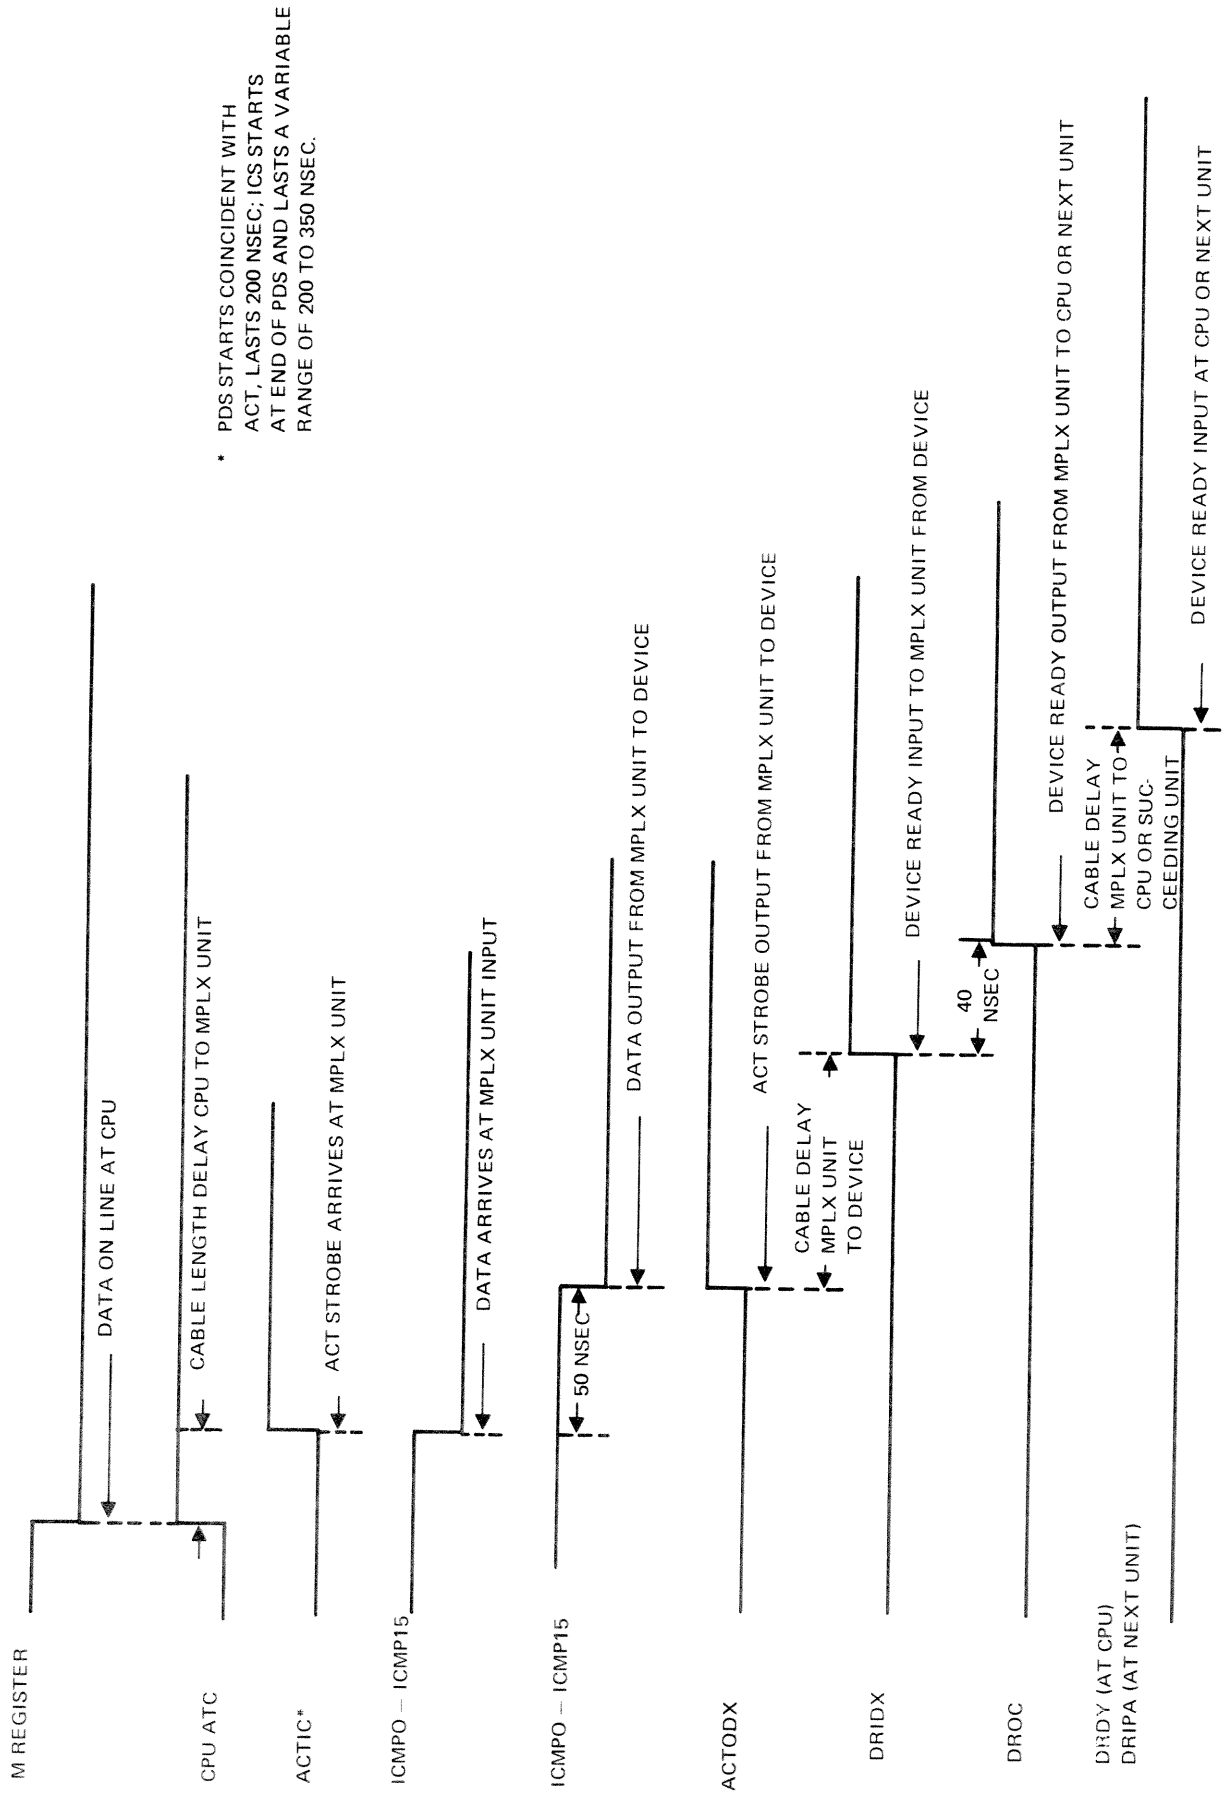 M REGISTER
DATA ON LINE AT CPU
CPU ATC
CABLE LENGTH DELAY CPU TO MPLX UNIT
* PDS STARTS COINCIDENT WITH
ACT, LASTS 200 NSEC; ICS STARTS
AT END OF PDS AND LASTS A VARIABLE
RANGE OF 200 TO 350 NSEC.
ACTIC*
ACT STROBE ARRIVES AT MPLX UNIT
ICMPO – ICMP15
DATA ARRIVES AT MPLX UNIT INPUT
ICMPO – ICMP15
50 NSEC
DATA OUTPUT FROM MPLX UNIT TO DEVICE
ACTODX
ACT STROBE OUTPUT FROM MPLX UNIT TO DEVICE
CABLE DELAY
MPLX UNIT
TO DEVICE
DRIDX
DEVICE READY INPUT TO MPLX UNIT FROM DEVICE
40
NSEC
DROC
DEVICE READY OUTPUT FROM MPLX UNIT TO CPU OR NEXT UNIT
CABLE DELAY
MPLX UNIT TO
CPU OR SUC-
CEEDING UNIT
DRDY (AT CPU)
DRIPA (AT NEXT UNIT)
DEVICE READY INPUT AT CPU OR NEXT UNIT